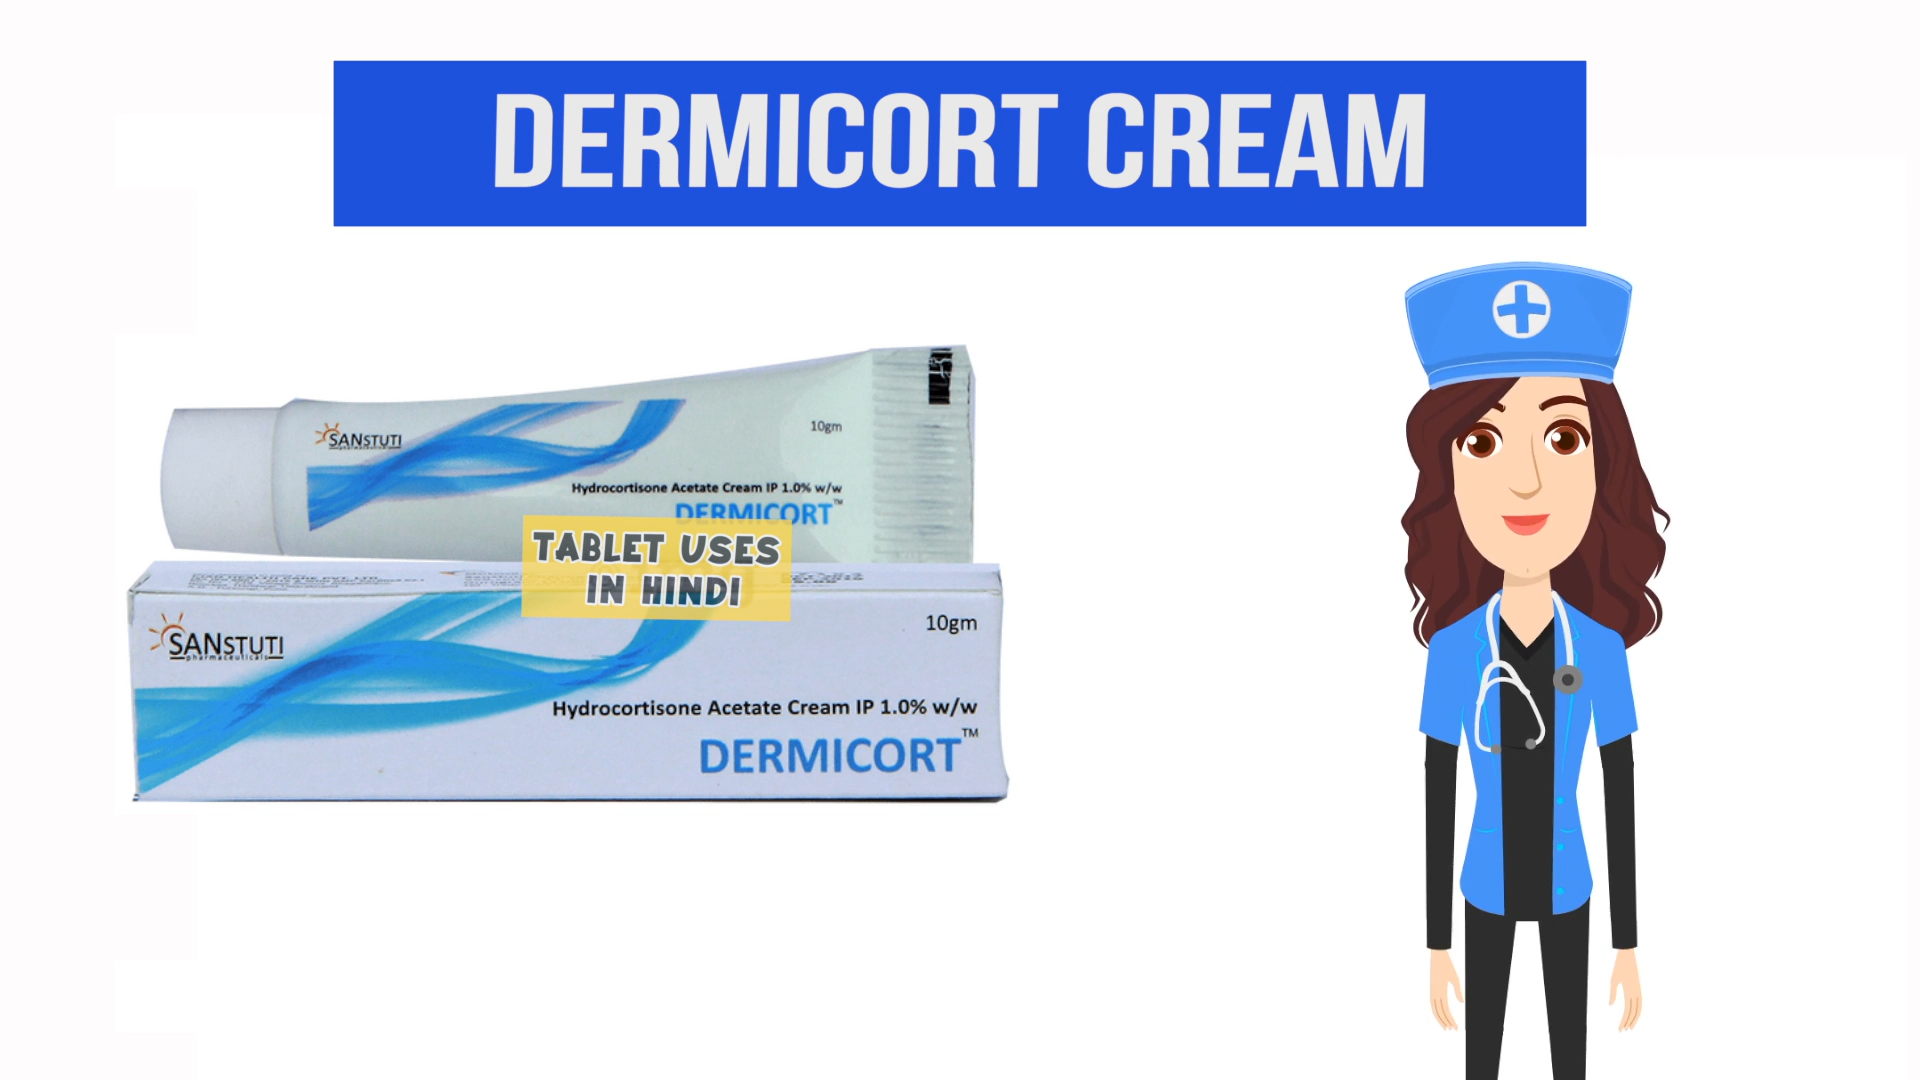 DERMICORT CREAM
SANSTUTI
pharmaceuticals
10gm
Hydrocortisone Acetate Cream IP 1.0% w/w
DERMICORT™
TABLET USES
IN HINDI
SANSTUTI
pharmaceuticals
10gm
Hydrocortisone Acetate Cream IP 1.0% w/w
DERMICORT™